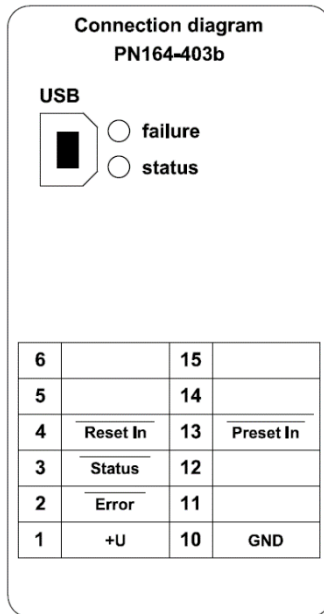 Connection diagram
PN164-403b
USB
failure
status
6 15
5 14
4 Reset In 13 Preset In
3 Status 12
2 Error 11
1 +U 10 GND